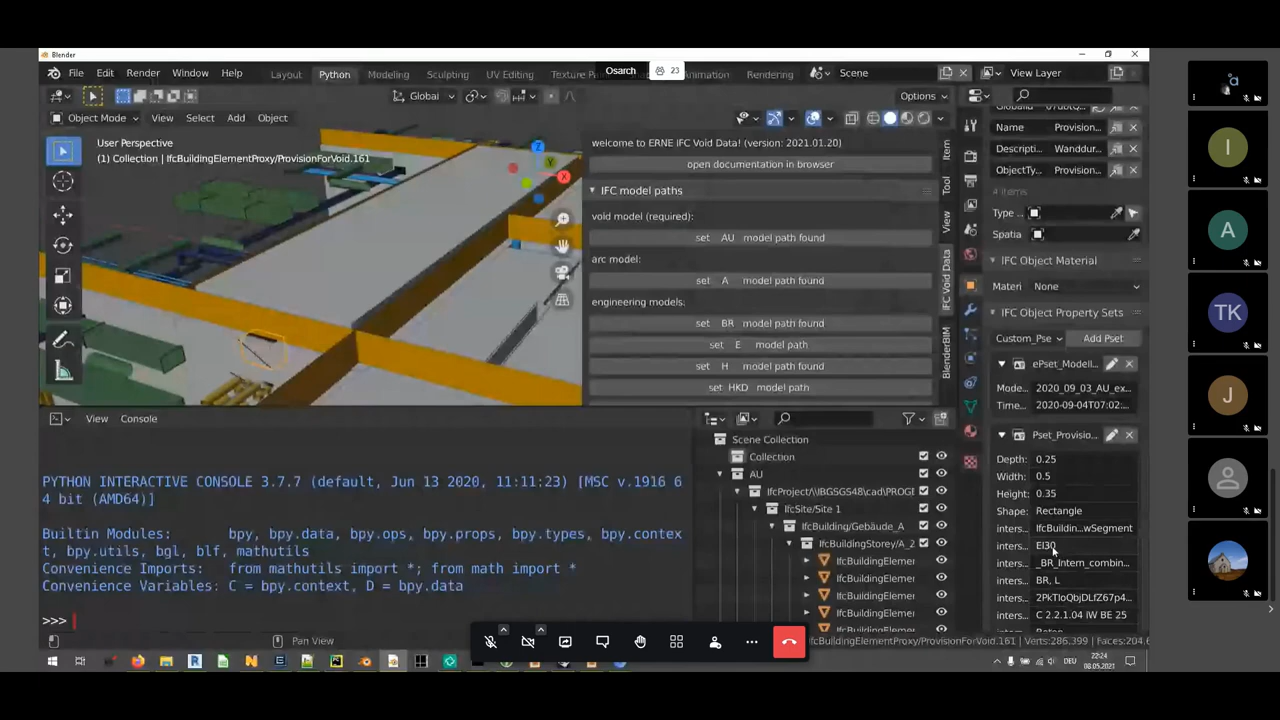 Blender
File Edit Render Window Help
Layout Python Modeling Sculpting UV Editing Texture Animation Rendering
Osarch 23
Scene
View Layer
Global
Options
Object Mode View Select Add Object
User Perspective
(1) Collection | IfcBuildingElementProxy/ProvisionForVoid.161
Z
Y
X
welcome to ERNE IFC Void Data! (version: 2021.01.20)
open documentation in browser
IFC model paths
void model (required):
set AU model path found
arc model:
set A model path found
engineering models:
set BR model path found
set E model path
set H model path found
set HKD model path
Item
Tool
View
IFC Void Data
BlenderBIM
Name Provision...
Descripti... Wanddur...
ObjectTy... Provision...
4 items
Type ...
Spatia
IFC Object Material
Materi None
IFC Object Property Sets
Custom_Pse Add Pset
ePset_Modell...
Mode... 2020_09_03_AU_ex...
Time... 2020-09-04T07:02:...
Pset_Provisio...
Depth: 0.25
Width: 0.5
Height: 0.35
Shape: Rectangle
inters... IfcBuildin...wSegment
inters... EI30
inters... _BR_Intern_combin...
inters... BR, L
inters... 2PkTIoQbjDLfZ67p4...
inters... C 2.2.1.04 IW BE 25
View Console
PYTHON INTERACTIVE CONSOLE 3.7.7 (default, Jun 13 2020, 11:11:23) [MSC v.1916 6
4 bit (AMD64)]
Builtin Modules: bpy, bpy.data, bpy.ops, bpy.props, bpy.types, bpy.contex
t, bpy.utils, bgl, blf, mathutils
Convenience Imports: from mathutils import *; from math import *
Convenience Variables: C = bpy.context, D = bpy.data
>>>
Scene Collection
Collection
AU
IfcProject/\\IBGSGS48\cad\PROGI
IfcSite/Site 1
IfcBuilding/Gebäude_A
IfcBuildingStorey/A_2
IfcBuildingElemer
IfcBuildingElemer
IfcBuildingElemer
IfcBuildingElemer
IfcBuildingElemer
Pan View
IfcBuildingElementProxy/ProvisionForVoid.161 | Verts:286.399 | Faces:204.6
DEU 22:24
08.05.2021
a
I
A
TK
J